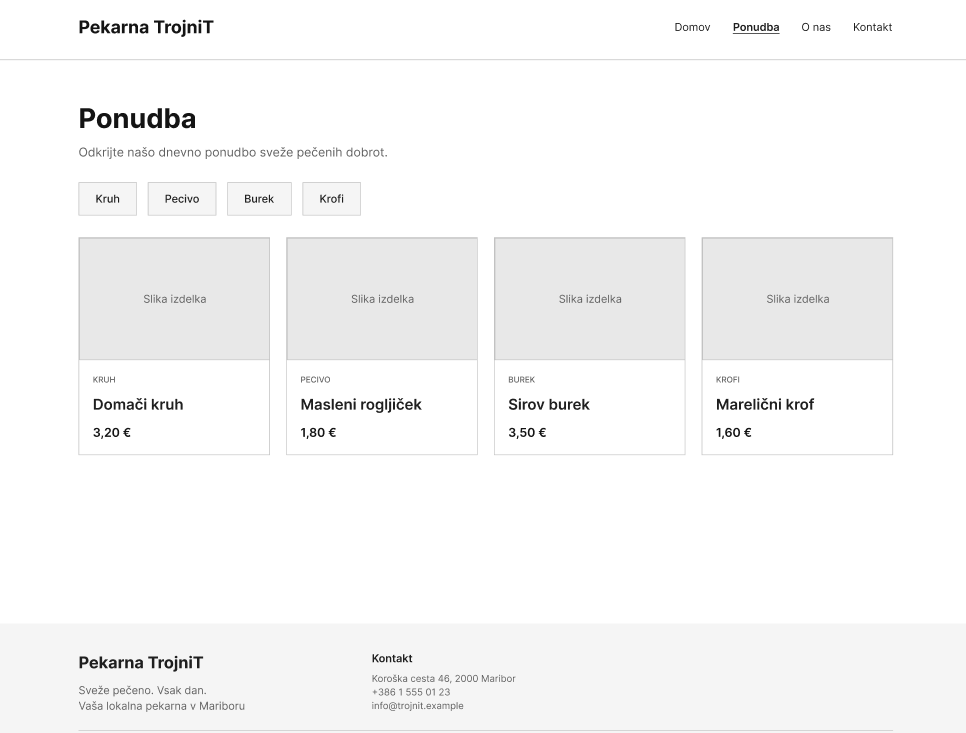 Pekarna TrojniT
Domov Ponudba O nas Kontakt
Ponudba
Odkrijte našo dnevno ponudbo sveže pečenih dobrot.
Kruh Pecivo Burek Krofi
Slika izdelka Slika izdelka Slika izdelka Slika izdelka
KRUH PECIVO BUREK KROFI
Domači kruh Masleni rogljiček Sirov burek Marelični krof
3,20 € 1,80 € 3,50 € 1,60 €
Pekarna TrojniT
Sveže pečeno. Vsak dan.
Vaša lokalna pekarna v Mariboru
Kontakt
Koroška cesta 46, 2000 Maribor
+386 1 555 01 23
info@trojnit.example